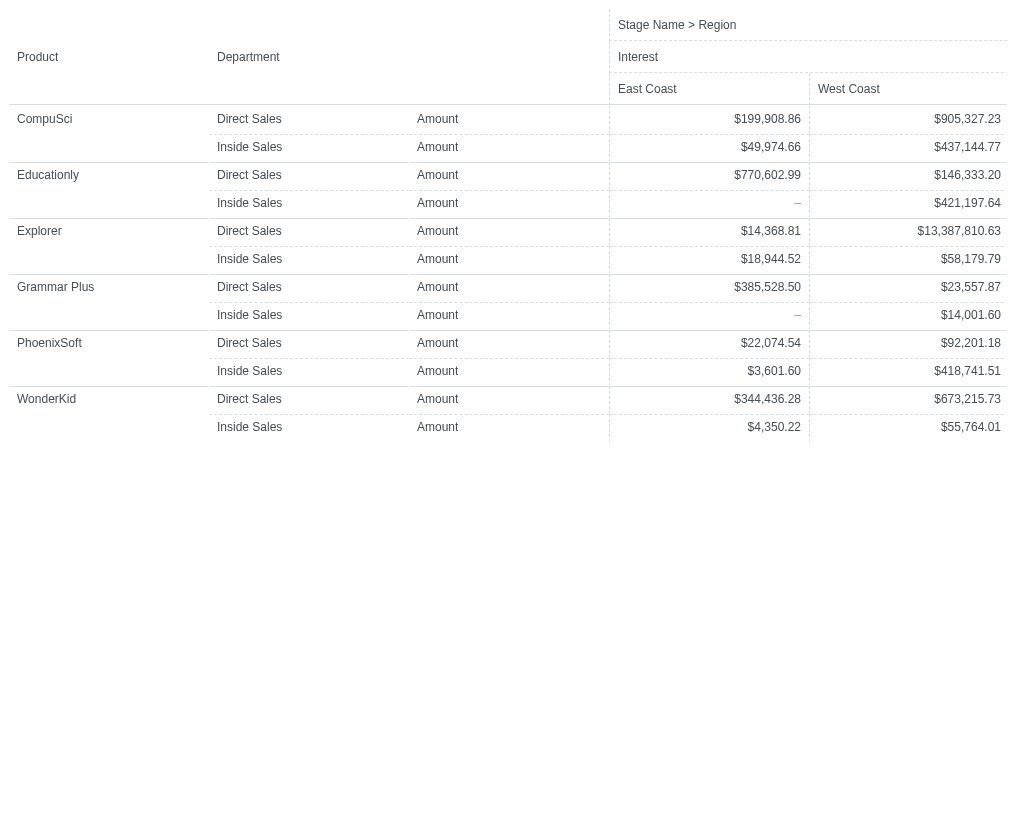 Stage Name > Region
Product Department Interest
East Coast West Coast
CompuSci Direct Sales Amount $199,908.86 $905,327.23
Inside Sales Amount $49,974.66 $437,144.77
Educationly Direct Sales Amount $770,602.99 $146,333.20
Inside Sales Amount – $421,197.64
Explorer Direct Sales Amount $14,368.81 $13,387,810.63
Inside Sales Amount $18,944.52 $58,179.79
Grammar Plus Direct Sales Amount $385,528.50 $23,557.87
Inside Sales Amount – $14,001.60
PhoenixSoft Direct Sales Amount $22,074.54 $92,201.18
Inside Sales Amount $3,601.60 $418,741.51
WonderKid Direct Sales Amount $344,436.28 $673,215.73
Inside Sales Amount $4,350.22 $55,764.01